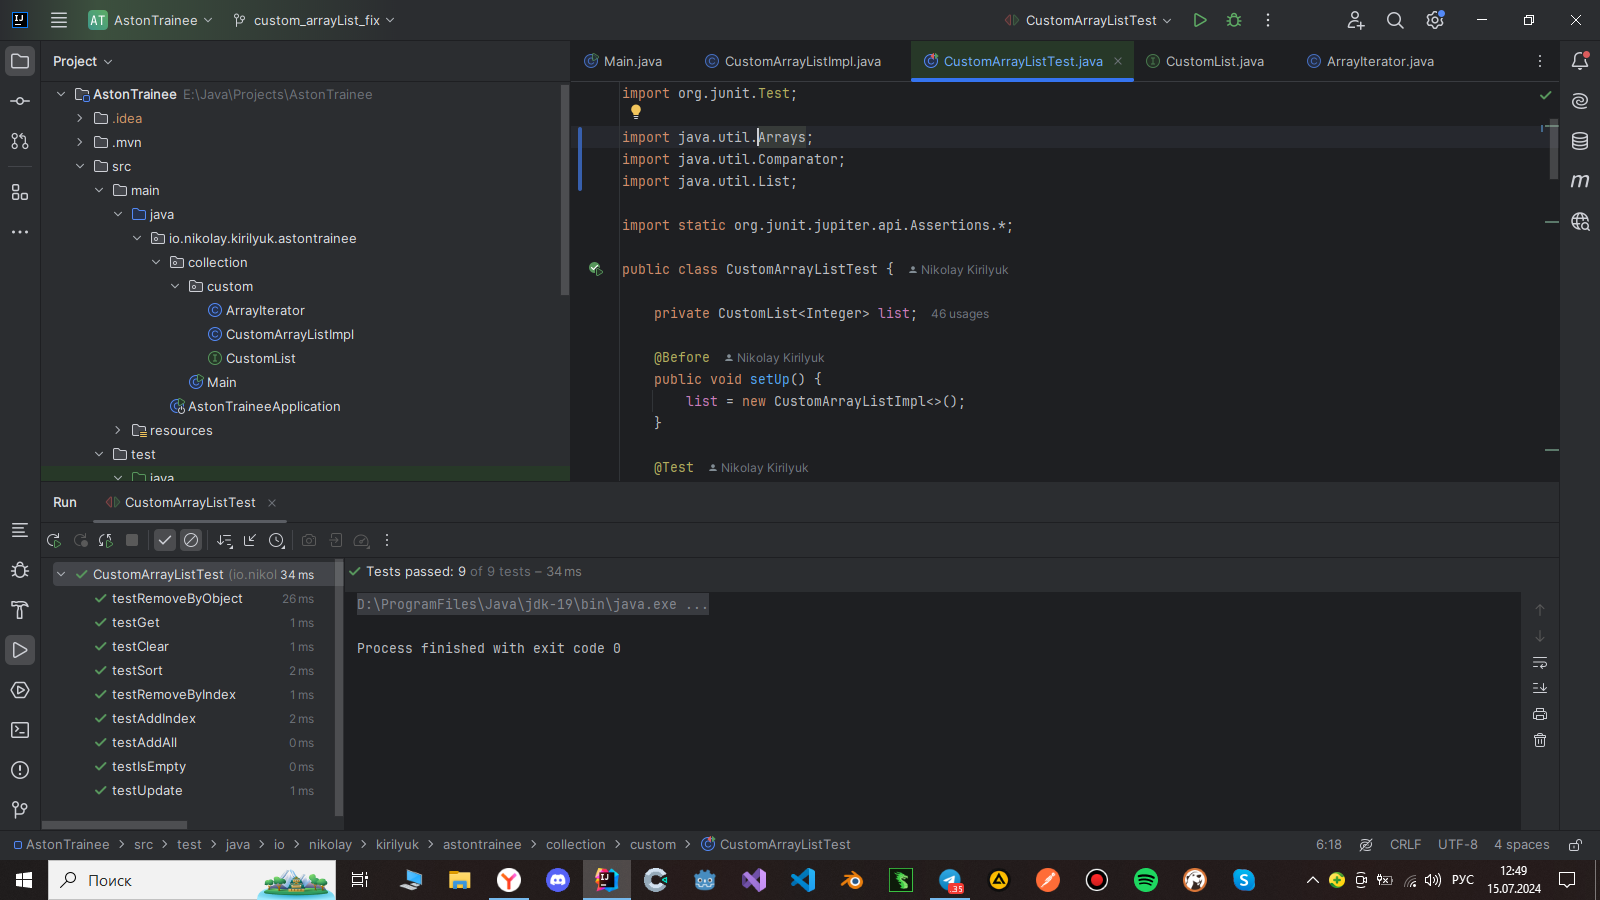 AT AstonTrainee custom_arrayList_fix CustomArrayListTest
Project
Main.java CustomArrayListImpl.java CustomArrayListTest.java CustomList.java ArrayIterator.java
AstonTrainee E:\Java\Projects\AstonTrainee
.idea
.mvn
src
main
java
io.nikolay.kirilyuk.astontrainee
collection
custom
ArrayIterator
CustomArrayListImpl
CustomList
Main
AstonTraineeApplication
resources
test
java
import org.junit.Test;
import java.util.Arrays;
import java.util.Comparator;
import java.util.List;
import static org.junit.jupiter.api.Assertions.*;
public class CustomArrayListTest { Nikolay Kirilyuk
private CustomList<Integer> list; 46 usages
@Before Nikolay Kirilyuk
public void setUp() {
list = new CustomArrayListImpl<>();
}
@Test Nikolay Kirilyuk
Run CustomArrayListTest
CustomArrayListTest (io.nikol 34 ms
testRemoveByObject 26 ms
testGet 1 ms
testClear 1 ms
testSort 2 ms
testRemoveByIndex 1 ms
testAddIndex 2 ms
testAddAll 0 ms
testIsEmpty 0 ms
testUpdate 1 ms
Tests passed: 9 of 9 tests – 34 ms
D:\ProgramFiles\Java\jdk-19\bin\java.exe ...
Process finished with exit code 0
AstonTrainee > src > test > java > io > nikolay > kirilyuk > astontrainee > collection > custom > CustomArrayListTest
6:18 CRLF UTF-8 4 spaces
Поиск
35
РУС
12:49
15.07.2024